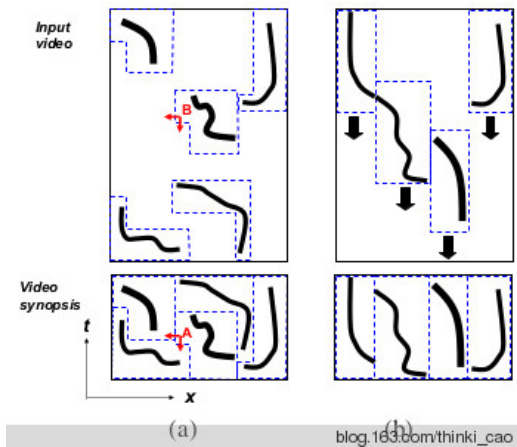 Input
video
B
Video
synopsis
t
A
x
(a)
(b)
blog.163.com/thinki_cao